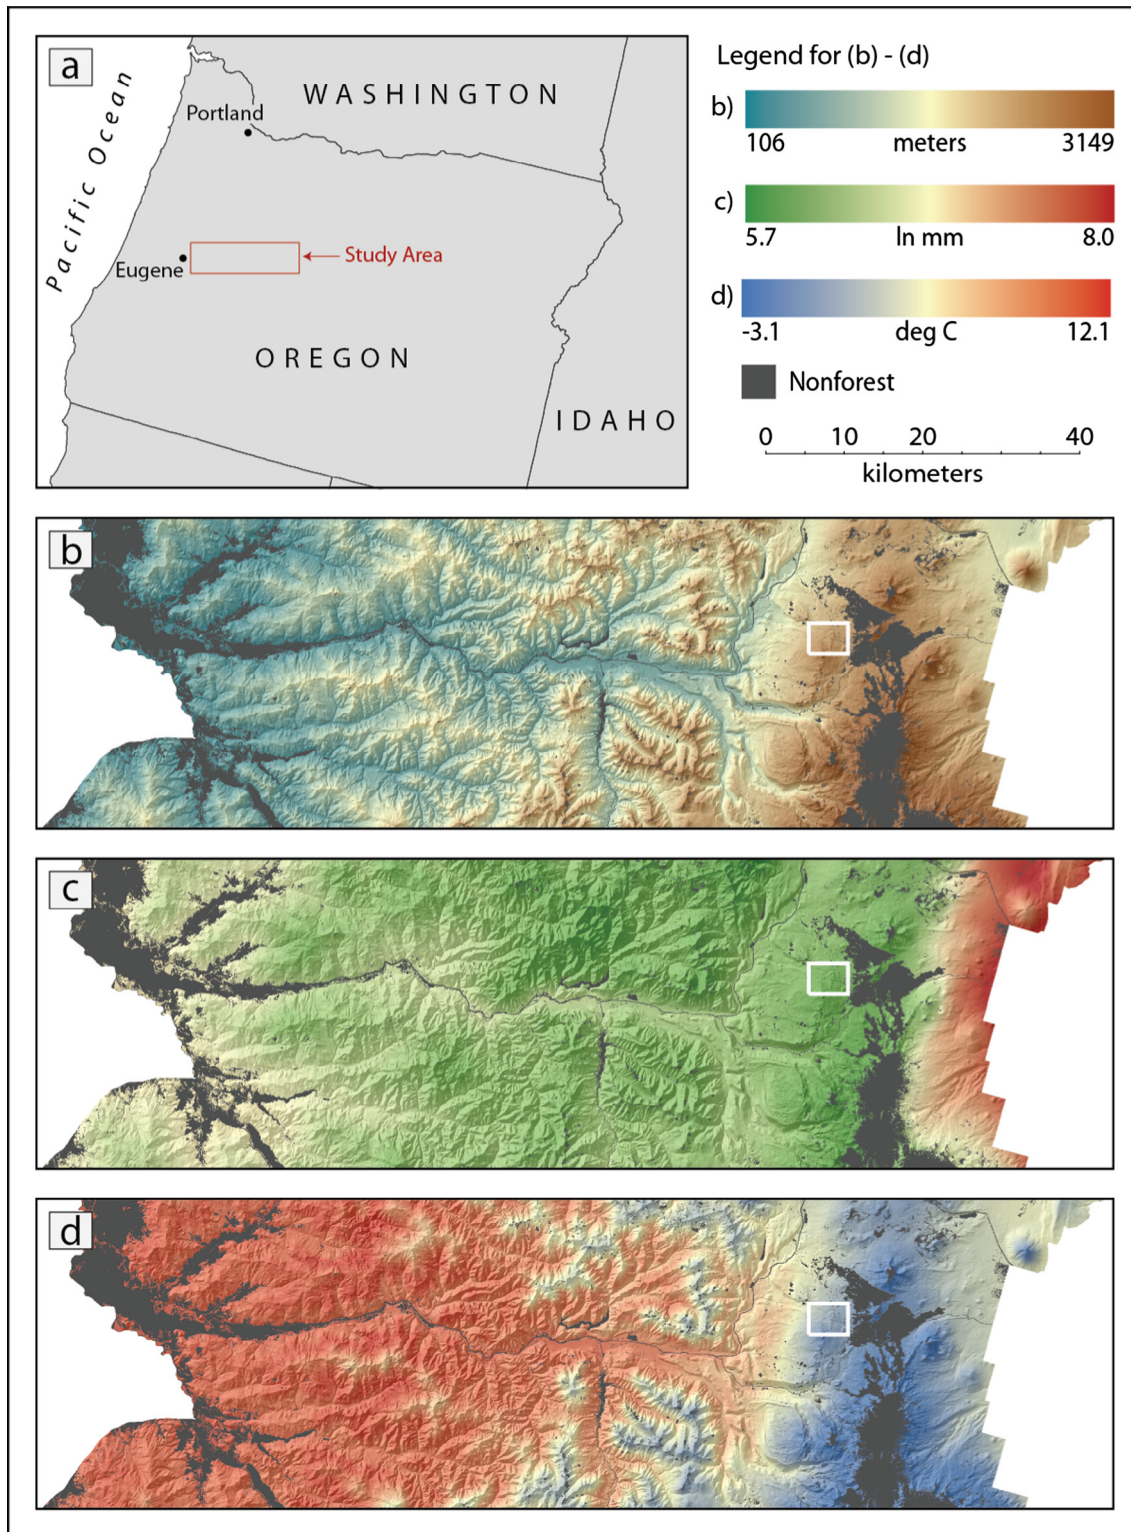 a
Pacific Ocean
WASHINGTON
Portland
Study Area
Eugene
OREGON
IDAHO
Legend for (b) - (d)
b)
106 meters 3149
c)
5.7 ln mm 8.0
d)
-3.1 deg C 12.1
Nonforest
0 10 20 40
kilometers
b
c
d